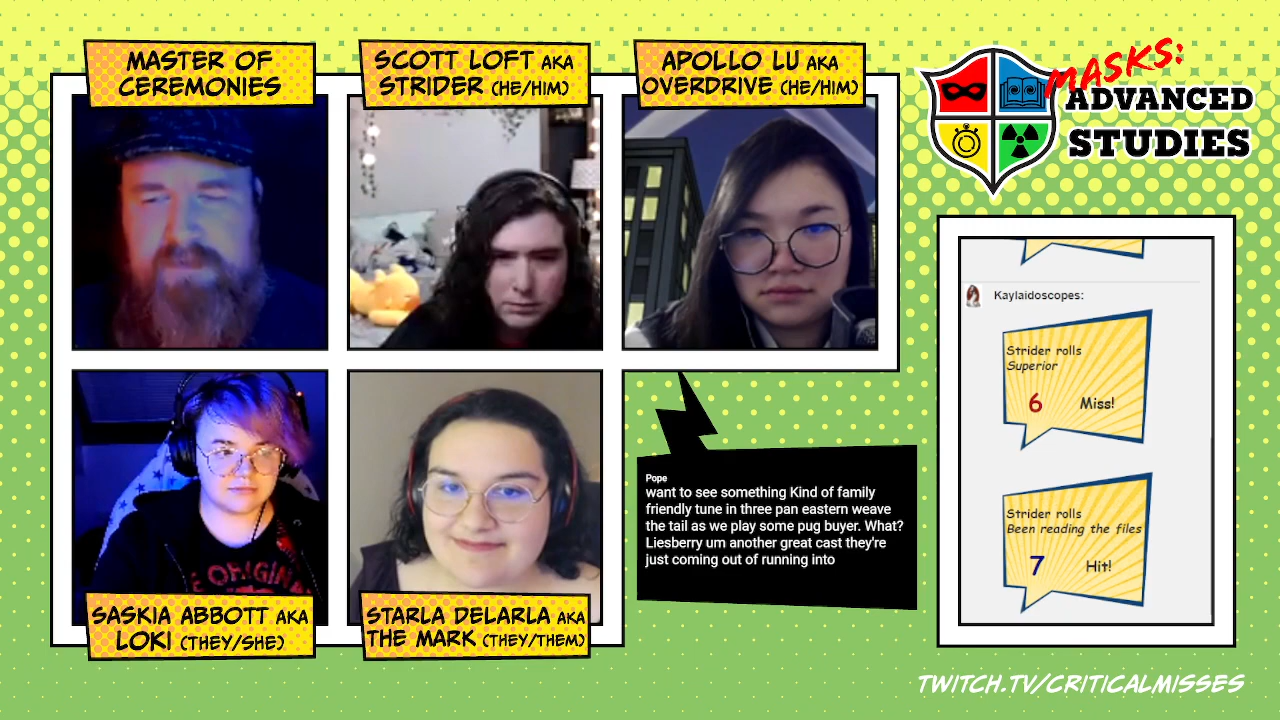 MASTER OF
CEREMONIES
SCOTT LOFT AKA
STRIDER (HE/HIM)
APOLLO LU AKA
OVERDRIVE (HE/HIM)
MASKS:
ADVANCED
STUDIES
Kaylaidoscopes:
Strider rolls
Superior
6 Miss!
Strider rolls
Been reading the files
7 Hit!
Pope
want to see something Kind of family
friendly tune in three pan eastern weave
the tail as we play some pug buyer. What?
Liesberry um another great cast they're
just coming out of running into
SASKIA ABBOTT AKA
LOKI (THEY/SHE)
STARLA DELARLA AKA
THE MARK (THEY/THEM)
TWITCH.TV/CRITICALMISSES